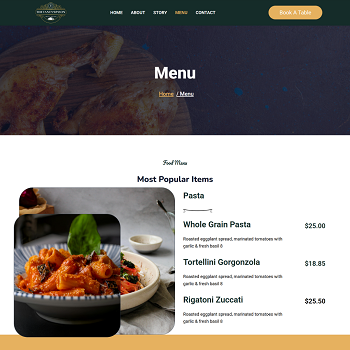 HOME ABOUT STORY MENU CONTACT
Book A Table
Menu
Home / Menu
Food Menu
Most Popular Items
Pasta
Whole Grain Pasta $25.00
Roasted eggplant spread, marinated tomatoes with
garlic & fresh basil 8
Tortellini Gorgonzola $18.85
Roasted eggplant spread, marinated tomatoes with
garlic & fresh basil 8
Rigatoni Zuccati $25.50
Roasted eggplant spread, marinated tomatoes with
garlic & fresh basil 8